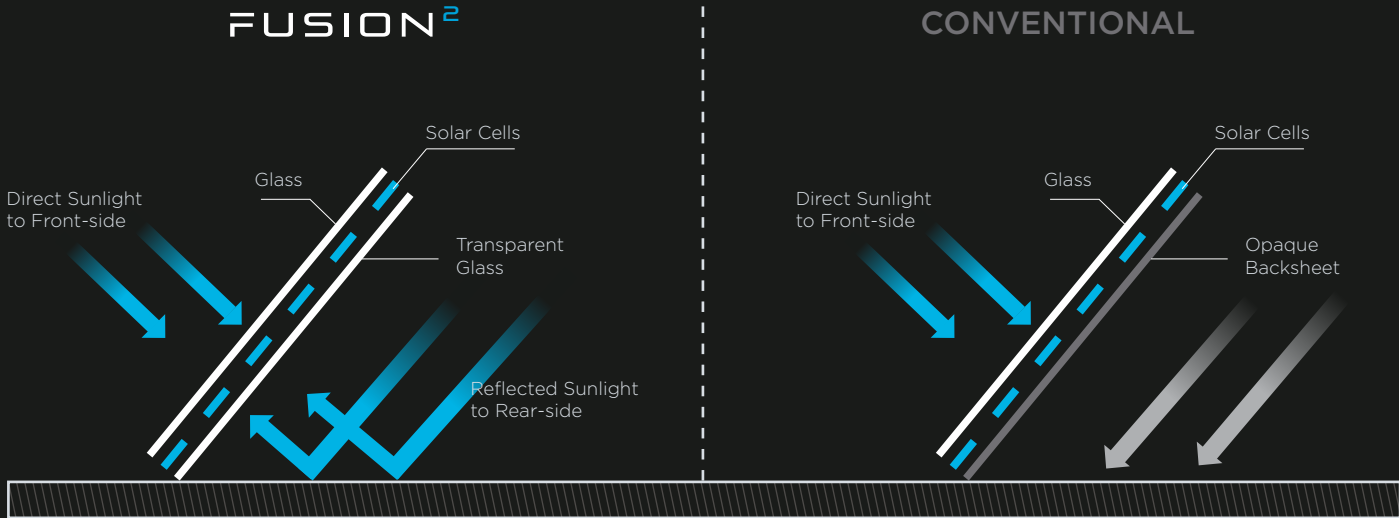 FUSION²
CONVENTIONAL
Solar Cells
Glass
Direct Sunlight
to Front-side
Transparent
Glass
Reflected Sunlight
to Rear-side
Solar Cells
Glass
Direct Sunlight
to Front-side
Opaque
Backsheet